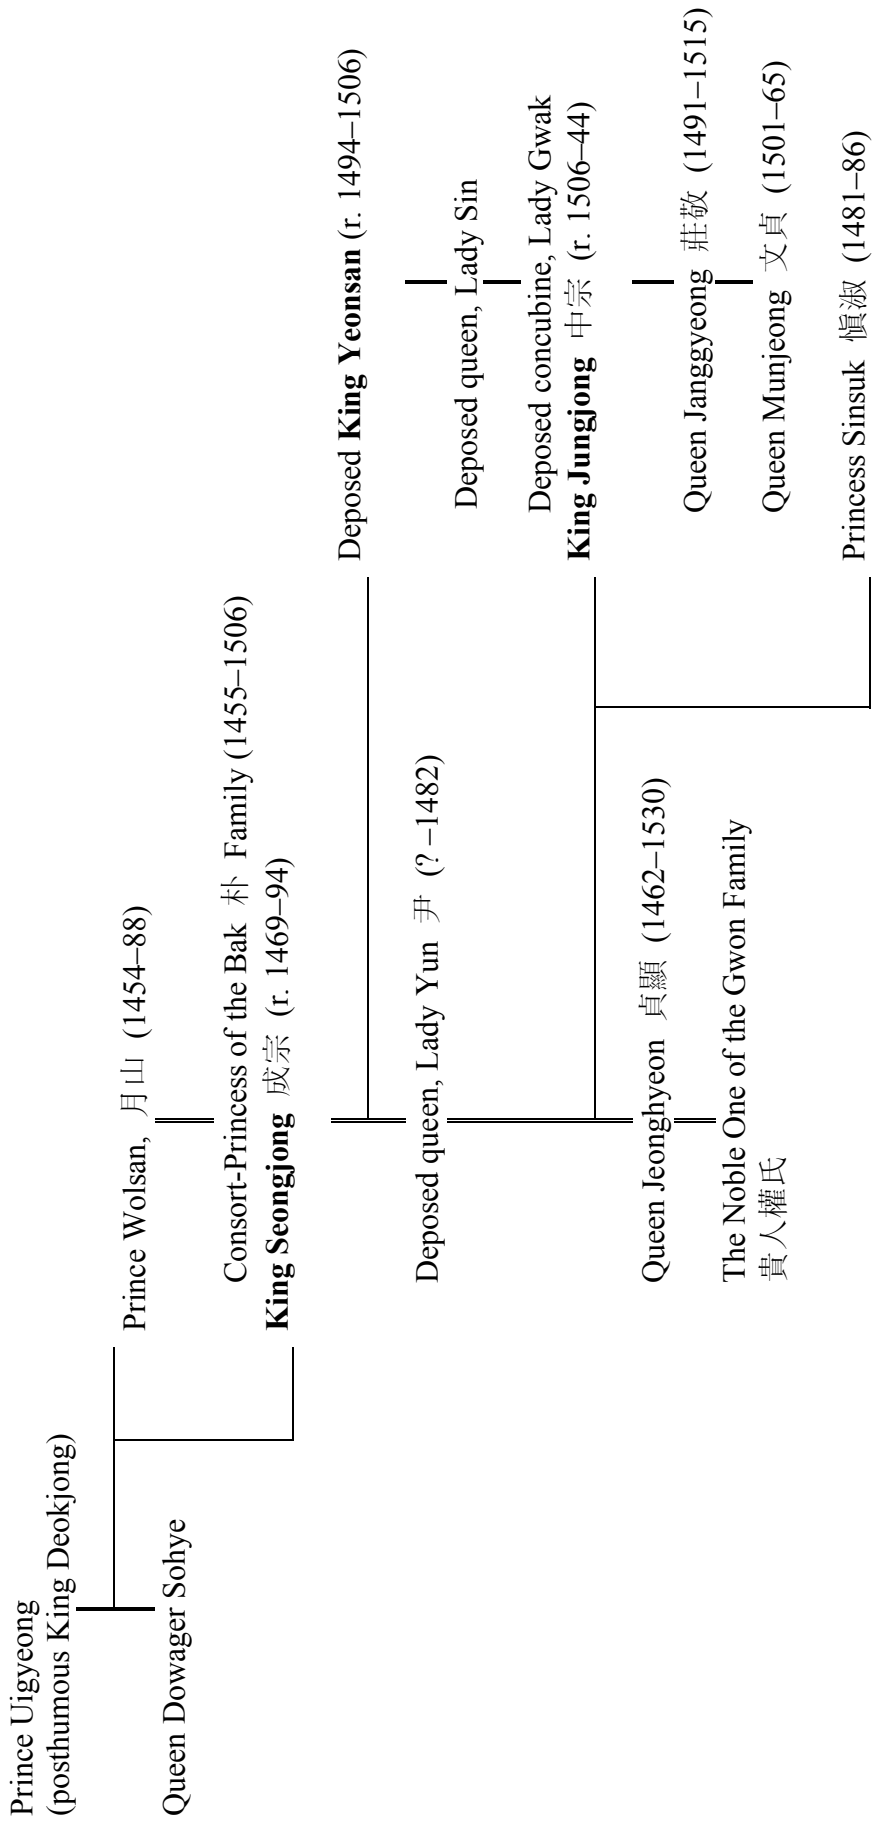 Prince Uigyeong
(posthumous King Deokjong)
Queen Dowager Sohye
Prince Wolsan, 月山 (1454–88)
Consort-Princess of the Bak 朴 Family (1455–1506)
King Seongjong 成宗 (r. 1469–94)
Deposed queen, Lady Yun 尹 (? –1482)
Queen Jeonghyeon 貞顯 (1462–1530)
The Noble One of the Gwon Family
貴人權氏
Deposed King Yeonsan (r. 1494–1506)
Deposed queen, Lady Sin
Deposed concubine, Lady Gwak
King Jungjong 中宗 (r. 1506–44)
Queen Janggyeong 莊敬 (1491–1515)
Queen Munjeong 文貞 (1501–65)
Princess Sinsuk 愼淑 (1481–86)